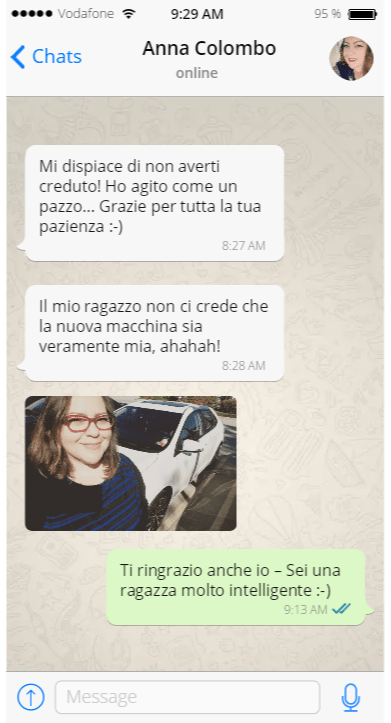 Vodafone 9:29 AM 95 %
Chats Anna Colombo
online
Mi dispiace di non averti
creduto! Ho agito come un
pazzo... Grazie per tutta la tua
pazienza :-)
8:27 AM
Il mio ragazzo non ci crede che
la nuova macchina sia
veramente mia, ahahah!
8:28 AM
Ti ringrazio anche io – Sei una
ragazza molto intelligente :-)
9:13 AM
Message